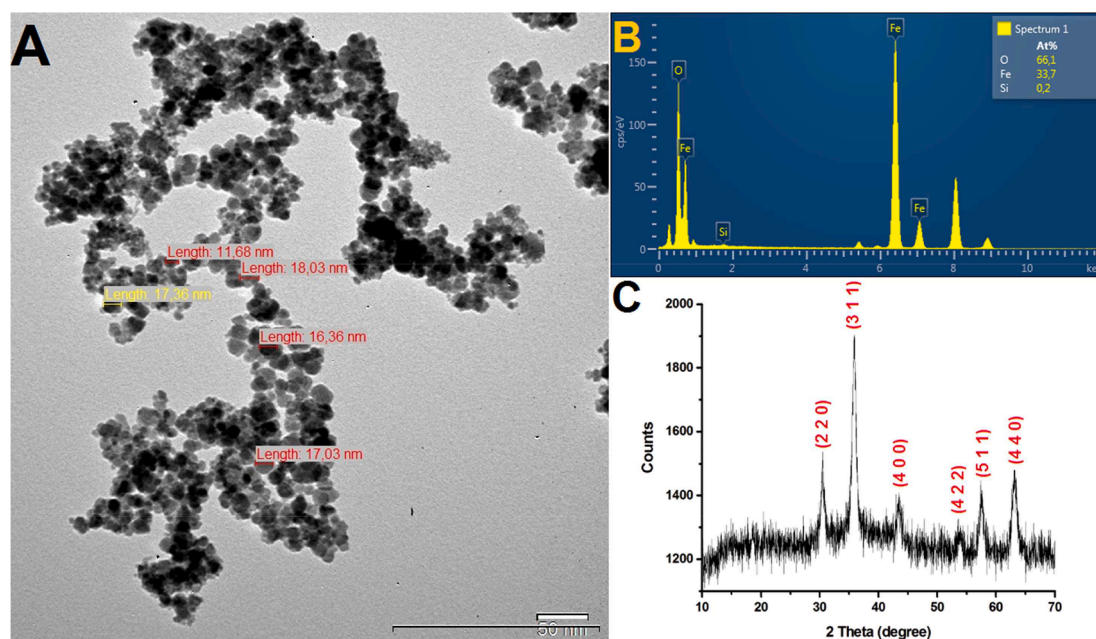 A
Length: 11,68 nm
Length: 18,03 nm
Length: 17,36 nm
Length: 16,36 nm
Length: 17,03 nm
50 nm
B
Spectrum 1
At%
O 66,1
Fe 33,7
Si 0,2
cps/eV
150
100
50
0
O
Fe
Si
Fe
Fe
0 2 4 6 8 10 ke
C
Counts
2000
1800
1600
1400
1200
(2 2 0)
(3 1 1)
(4 0 0)
(4 2 2)
(5 1 1)
(4 4 0)
10 20 30 40 50 60 70
2 Theta (degree)